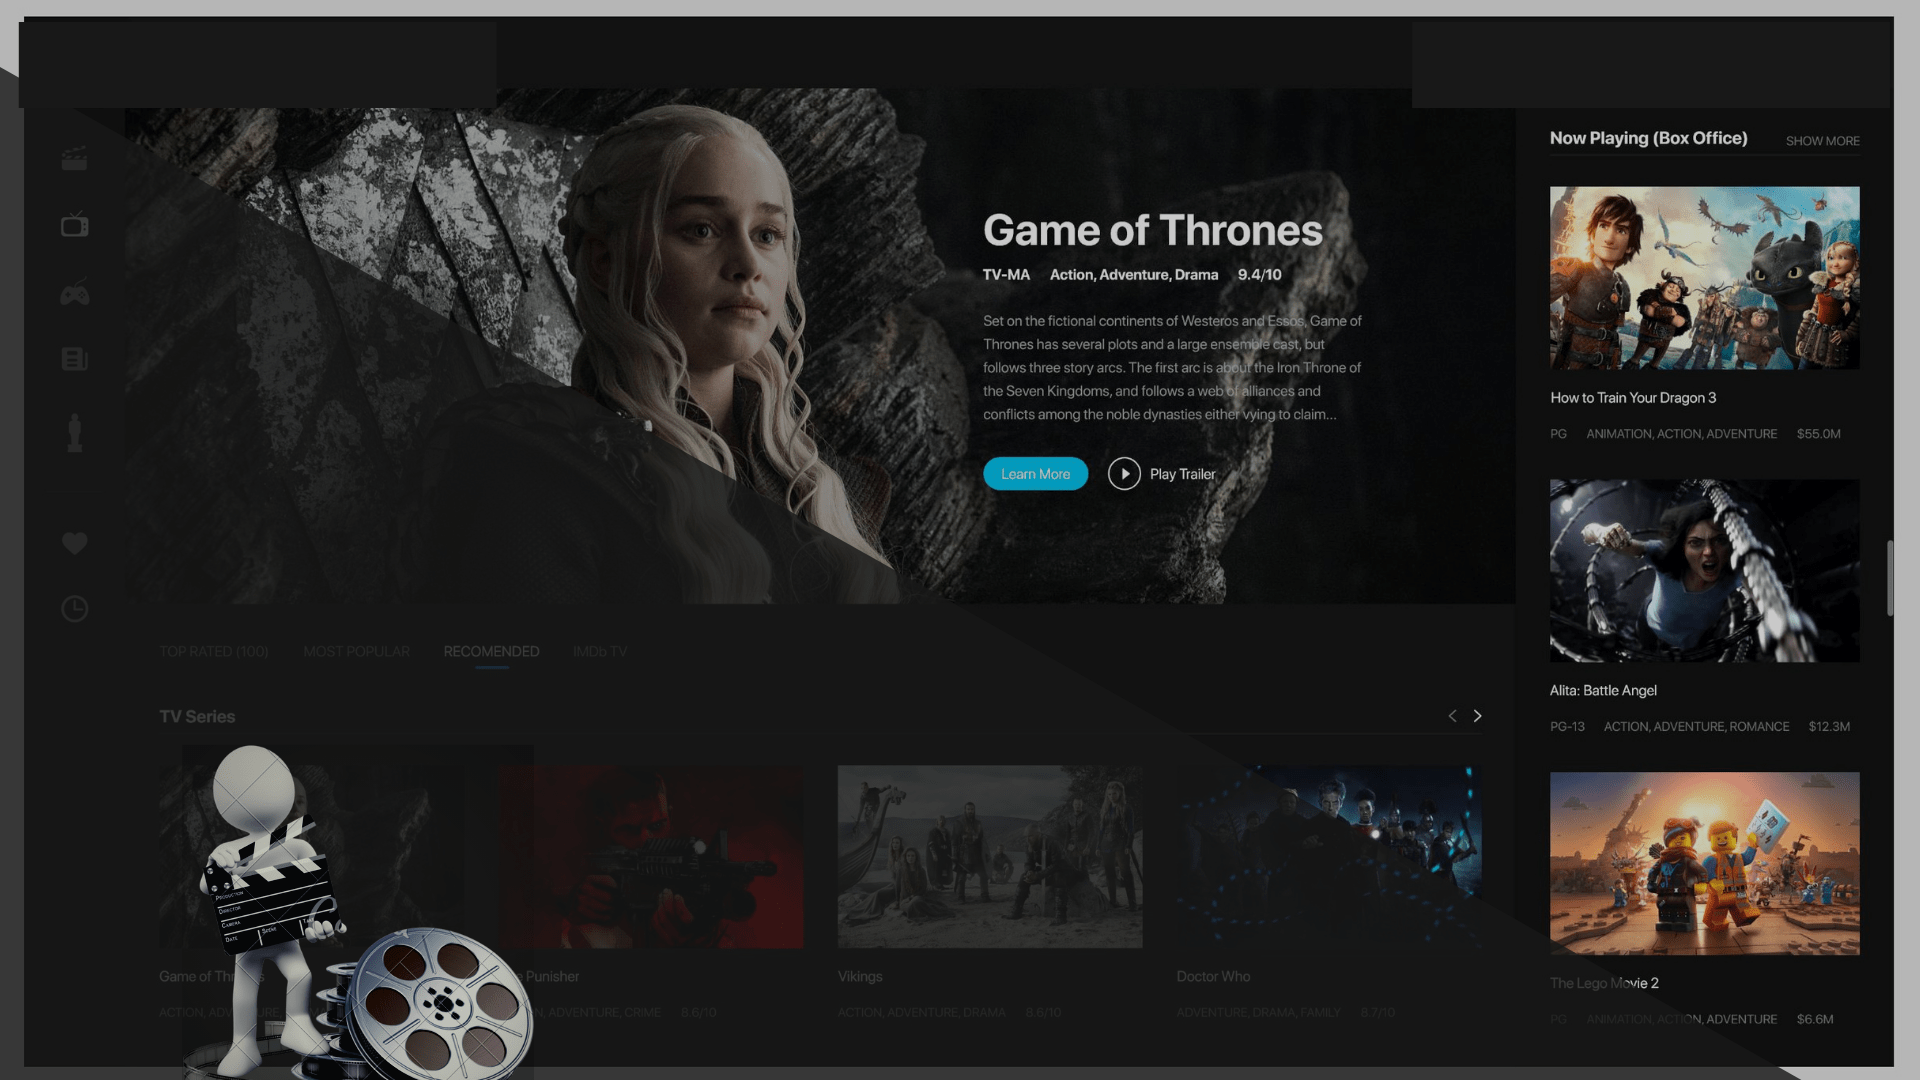 Now Playing (Box Office)
SHOW MORE
Game of Thrones
TV-MA Action, Adventure, Drama 9.4/10
Set on the fictional continents of Westeros and Essos, Game of
Thrones has several plots and a large ensemble cast, but
follows three story arcs. The first arc is about the Iron Throne of
the Seven Kingdoms, and follows a web of alliances and
conflicts among the noble dynasties either vying to claim...
Learn More
Play Trailer
How to Train Your Dragon 3
PG ANIMATION, ACTION, ADVENTURE $55.0M
Alita: Battle Angel
PG-13 ACTION, ADVENTURE, ROMANCE $12.3M
The Lego Movie 2
PG ANIMATION, ACTION, ADVENTURE $6.6M
TOP RATED (100) MOST POPULAR RECOMENDED IMDb TV
TV Series
PRODUCTION
DIRECTOR
CAMERA
DATE SCENE
Game of
Punisher
Vikings
Doctor Who
ACTION,
ADVENTURE, CRIME 8.6/10
ACTION, ADVENTURE, DRAMA 8.6/10
ADVENTURE, DRAMA, FAMILY 8.7/10